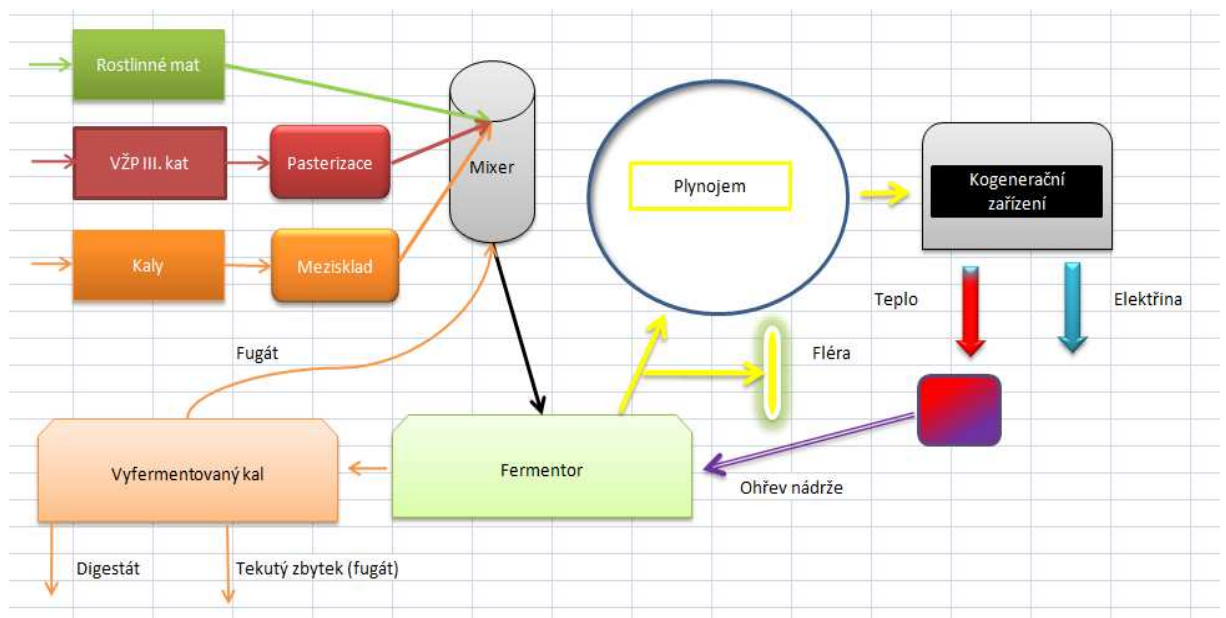 Rostlinné mat
VŽP III. kat
Pasterizace
Kaly
Mezisklad
Mixer
Plynojem
Kogenerační
zařízení
Teplo
Elektřina
Fugát
Fléra
Vyfermentovaný kal
Fermentor
Ohřev nádrže
Digestát
Tekutý zbytek (fugát)